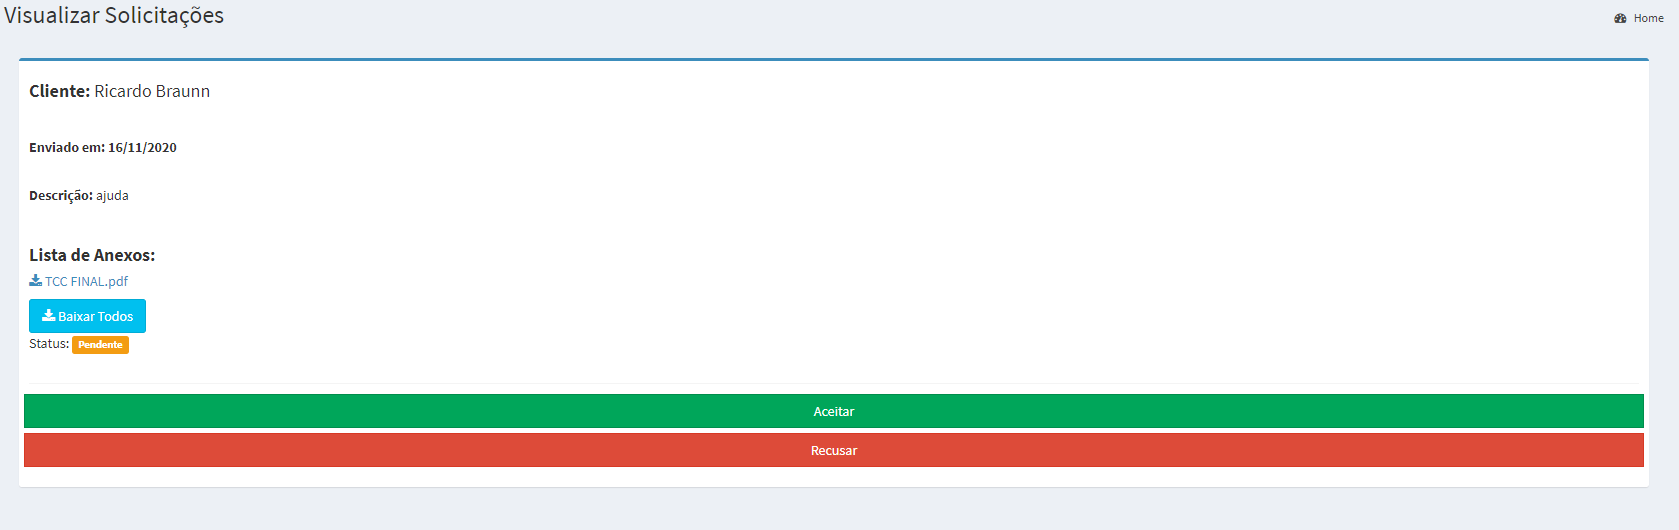 Visualizar Solicitações
Home
Cliente: Ricardo Braunn
Enviado em: 16/11/2020
Descrição: ajuda
Lista de Anexos:
TCC FINAL.pdf
Baixar Todos
Status: Pendente
Aceitar
Recusar